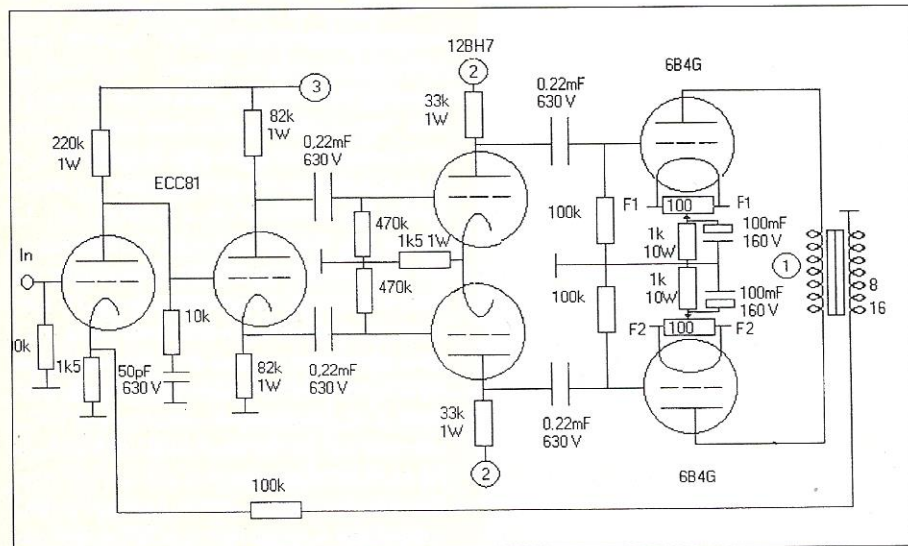 12BH7
2
6B4G
3
33k
1W
0,22mF
630 V
220k
1W
82k
1W
0,22mF
630 V
ECC81
100k
F1
100
F1
470k
1k5 1W
1k
10W
100mF
160 V
In
1
470k
1k
10W
100mF
160 V
8
16
100k
10k
F2
100
F2
0k
1k5
50pF
630 V
82k
1W
0,22mF
630 V
33k
1W
0,22mF
630 V
2
6B4G
100k